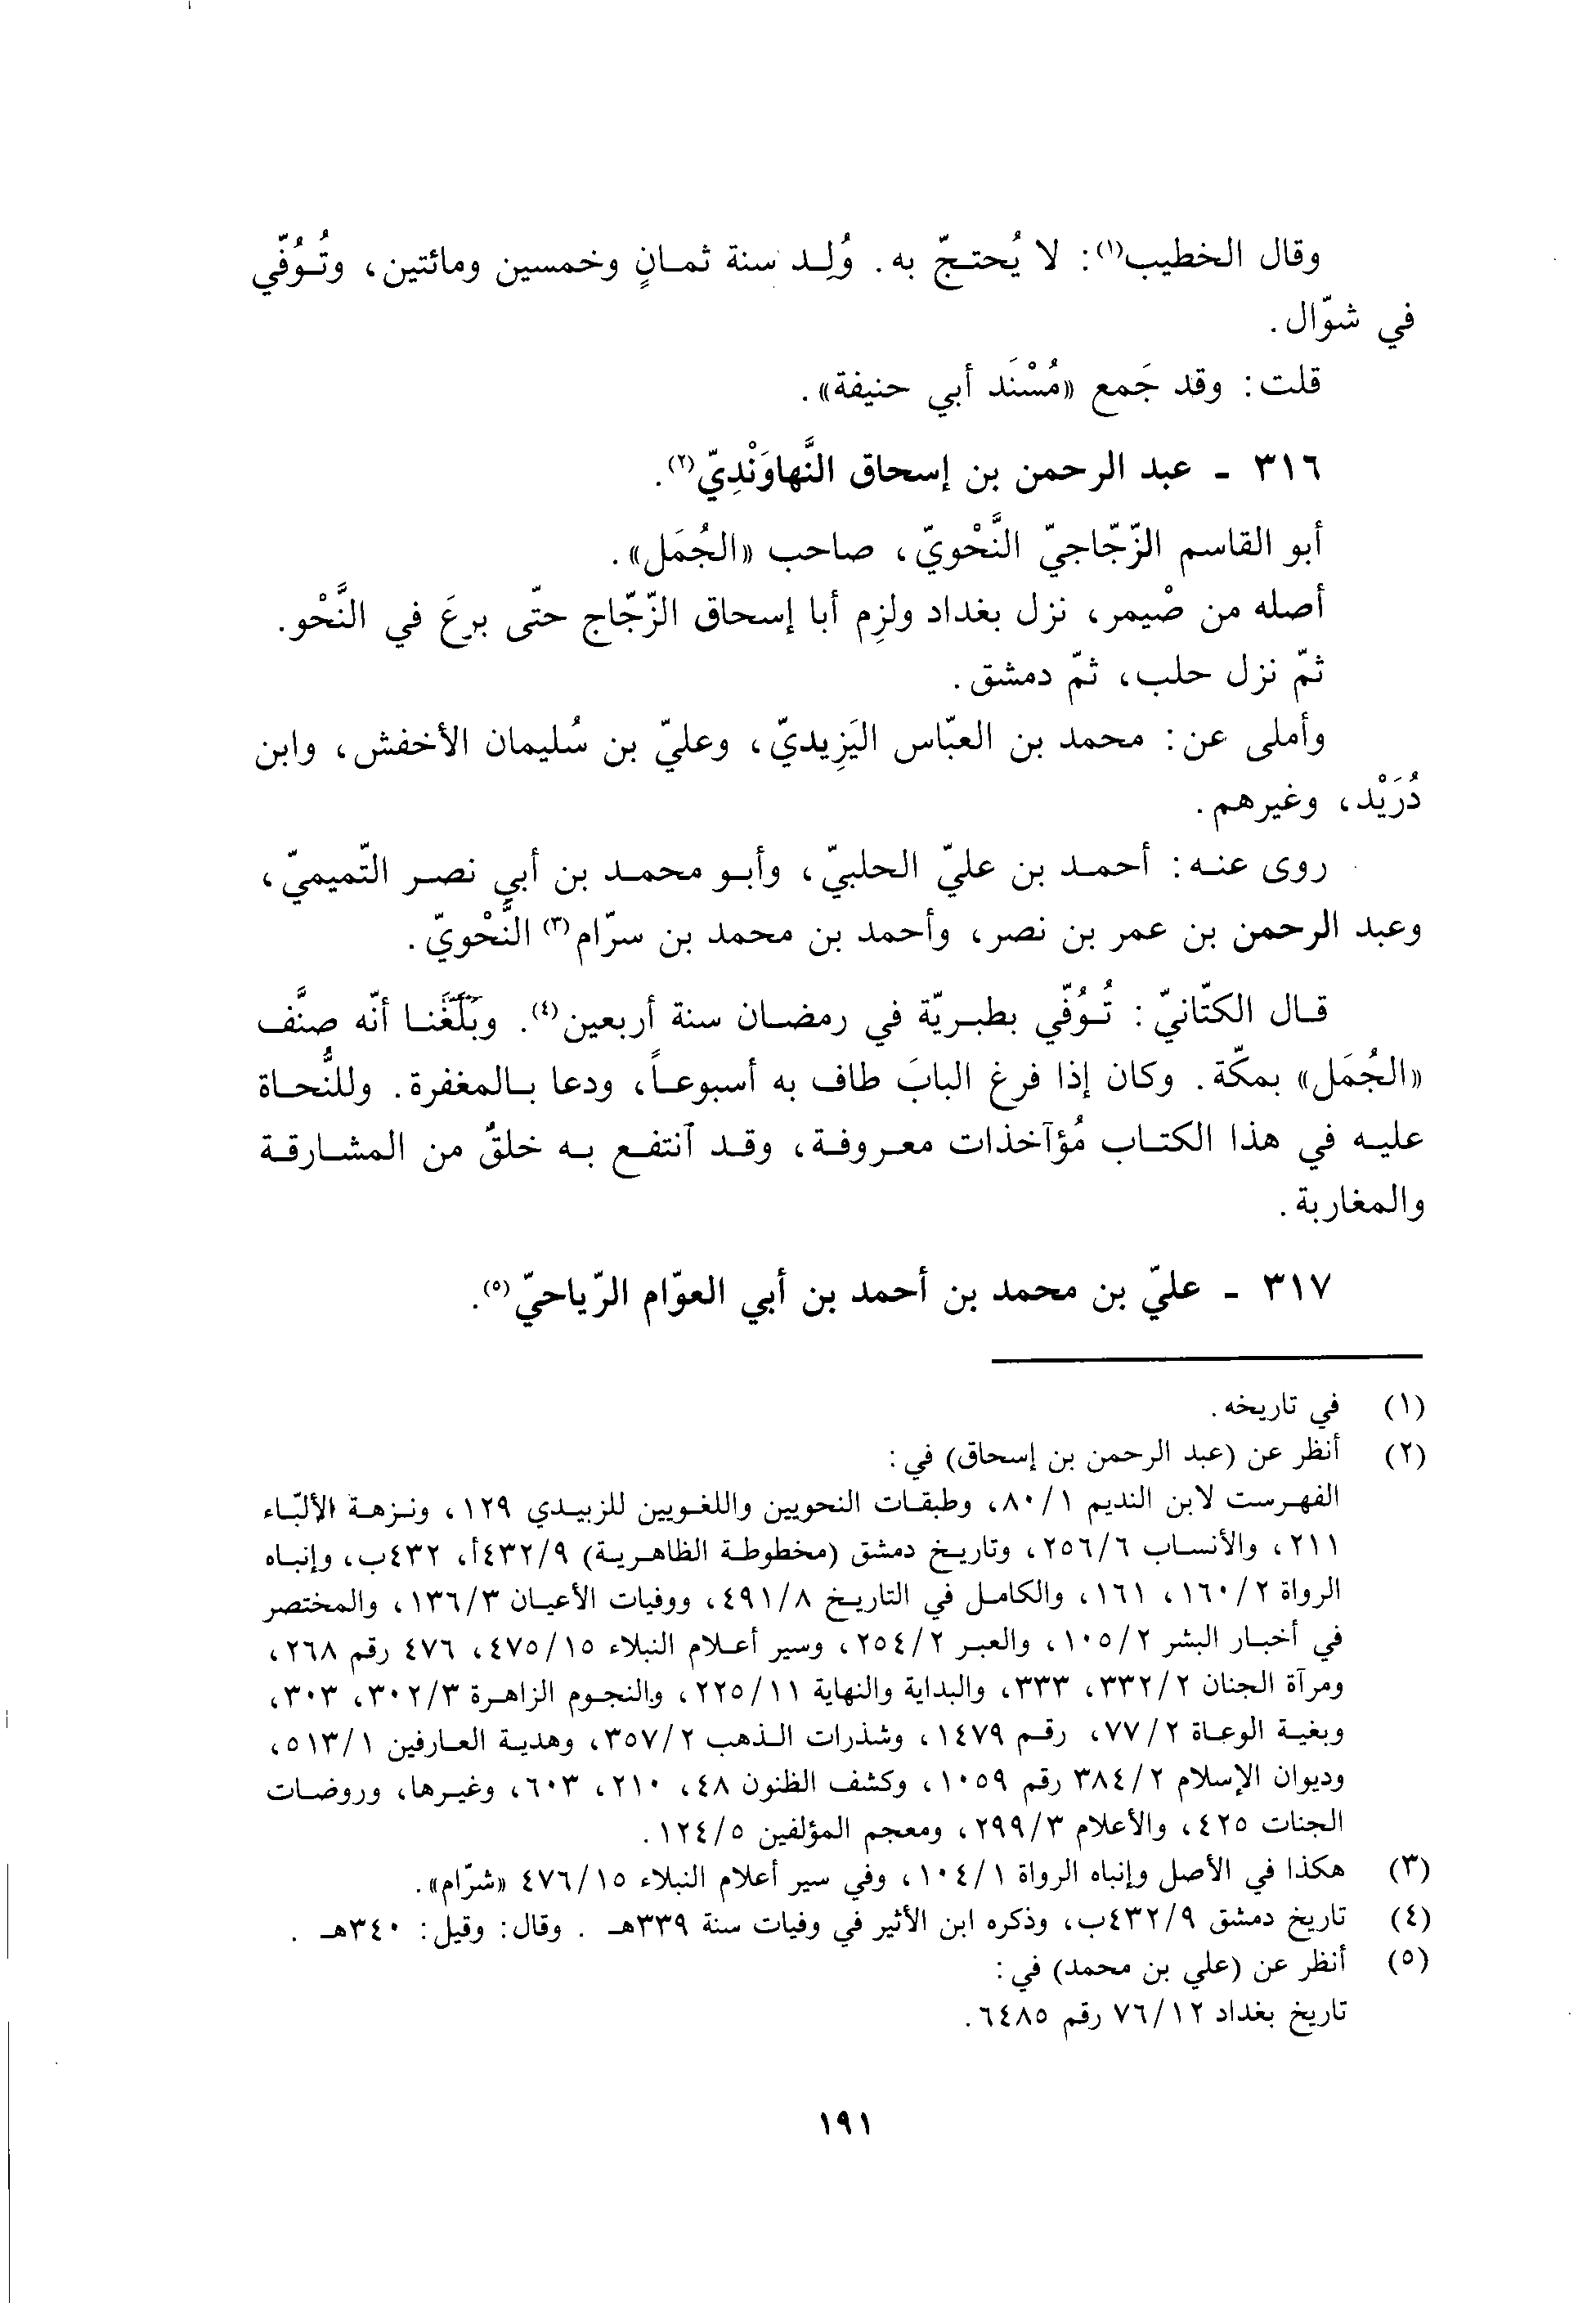 وقال الخطيب(١): لا يُحتجّ به. وُلِد سنة ثمانٍ وخمسين ومائتين، وتُوُفّي
في شوّال.
قلت: وقد جَمع «مُسْنَد أبي حنيفة».
٣١٦ - عبد الرحمن بن إسحاق النَّهاوَنْدِيّ(٢).
أبو القاسم الزّجّاجيّ النَّحْويّ، صاحب «الجُمَل».
أصله من صْيمر، نزل بغداد ولزِم أبا إسحاق الزّجّاج حتّى برعَ في النَّحْو.
ثمّ نزل حلب، ثمّ دمشق.
وأملى عن: محمد بن العبّاس اليَزِيديّ، وعليّ بن سُليمان الأخفش، وابن
دُرَيْد، وغيرهم.
روى عنه: أحمد بن عليّ الحلبيّ، وأبو محمد بن أبي نصر التّميميّ،
وعبد الرحمن بن عمر بن نصر، وأحمد بن محمد بن سرّام(٣) النَّحْويّ.
قال الكتّانيّ: تُوُفّي بطبريّة في رمضان سنة أربعين(٤). وبَلَغَنا أنّه صنَّف
«الجُمَل» بمكّة. وكان إذا فرغ البابَ طاف به أسبوعاً، ودعا بالمغفرة. وللنُّحاة
عليه في هذا الكتاب مُؤآخذات معروفة، وقد آنتفع به خلقٌ من المشارقة
والمغاربة.
٣١٧ - عليّ بن محمد بن أحمد بن أبي العوّام الرّياحيّ(٥).
(١) في تاريخه.
(٢) أنظر عن (عبد الرحمن بن إسحاق) في:
الفهرست لابن النديم ٨٠/١، وطبقات النحويين واللغويين للزبيدي ١٢٩، ونزهة الألبّاء
٢١١، والأنساب ٢٥٦/٦، وتاريخ دمشق (مخطوطة الظاهرية) ٤٣٢/٩أ، ٤٣٢ب، وإنباه
الرواة ١٦٠/٢، ١٦١، والكامل في التاريخ ٤٩١/٨، ووفيات الأعيان ١٣٦/٣، والمختصر
في أخبار البشر ١٠٥/٢، والعبر ٢٥٤/٢، وسير أعلام النبلاء ٤٧٥/١٥، ٤٧٦ رقم ٢٦٨،
ومرآة الجنان ٣٣٢/٢، ٣٣٣، والبداية والنهاية ٢٢٥/١١، والنجوم الزاهرة ٣٠٢/٣، ٣٠٣،
وبغية الوعاة ٧٧/٢، رقم ١٤٧٩، وشذرات الذهب ٣٥٧/٢، وهدية العارفين ٥١٣/١،
وديوان الإسلام ٣٨٤/٢ رقم ١٠٥٩، وكشف الظنون ٤٨، ٢١٠، ٦٠٣، وغيرها، وروضات
الجنات ٤٢٥، والأعلام ٢٩٩/٣، ومعجم المؤلفين ١٢٤/٥.
(٣) هكذا في الأصل وإنباه الرواة ١٠٤/١، وفي سير أعلام النبلاء ٤٧٦/١٥ «شرّام».
(٤) تاريخ دمشق ٤٣٢/٩ب، وذكره ابن الأثير في وفيات سنة ٣٣٩هـ. وقال: وقيل: ٣٤٠هـ.
(٥) أنظر عن (علي بن محمد) في:
تاريخ بغداد ٧٦/١٢ رقم ٦٤٨٥.
١٩١